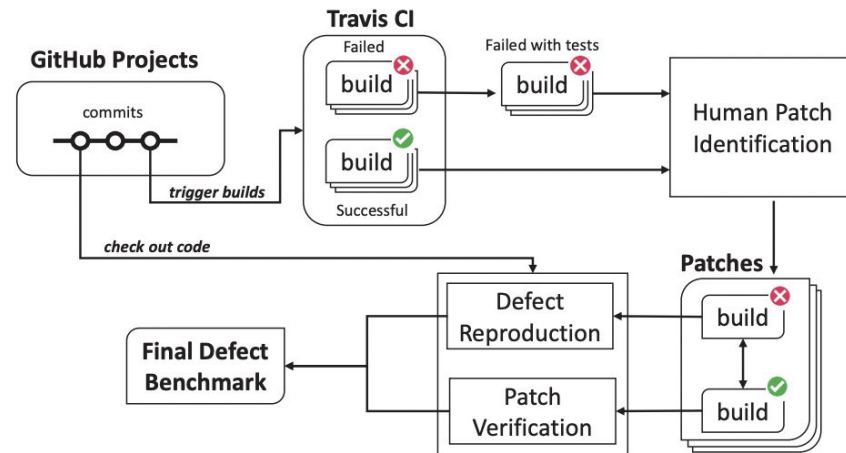 Travis CI
GitHub Projects
commits
trigger builds
check out code
Failed
build
build
Successful
Failed with tests
build
Human Patch
Identification
Patches
build
build
Defect
Reproduction
Patch
Verification
Final Defect
Benchmark